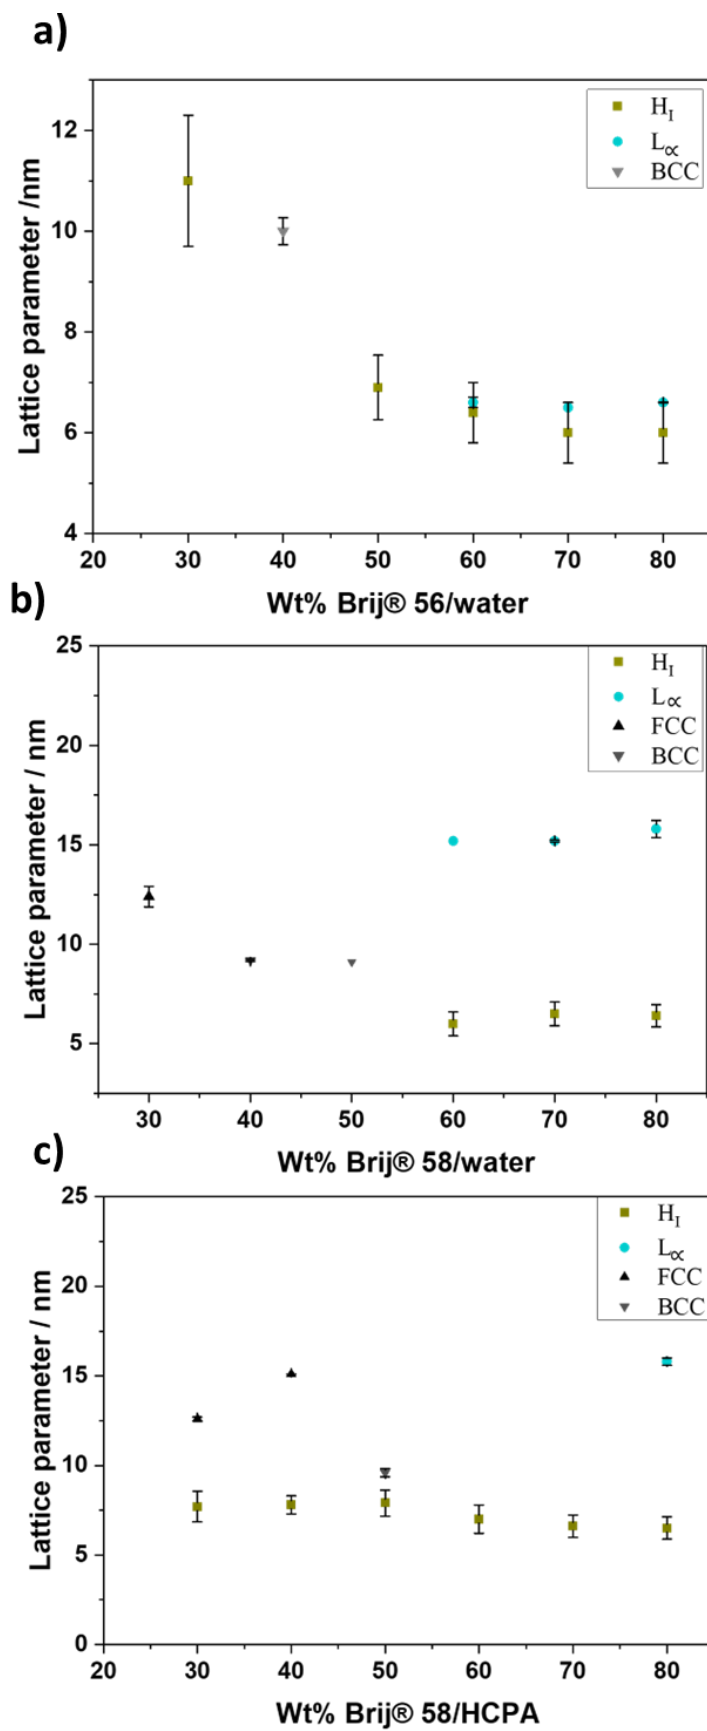 a)
H_I
L_∝
BCC
12
10
8
6
4
20 30 40 50 60 70 80
Lattice parameter /nm
Wt% Brij® 56/water
b)
25
H_I
L_∝
FCC
BCC
20
15
10
5
30 40 50 60 70 80
Lattice parameter / nm
Wt% Brij® 58/water
c)
25
H_I
L_∝
FCC
BCC
20
15
10
5
0
20 30 40 50 60 70 80
Lattice parameter / nm
Wt% Brij® 58/HCPA